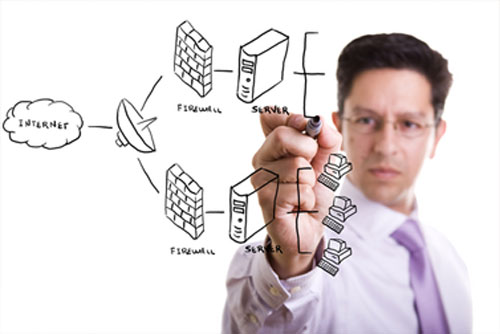 INTERNET
FIREWALL
SERVER
FIREWALL
SERVER